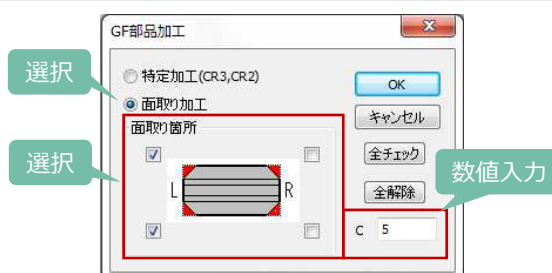 GF部品加工
選択
特定加工(CR3,CR2)
OK
面取り加工
キャンセル
面取り箇所
全チェック
選択
L
R
数値入力
全解除
C 5